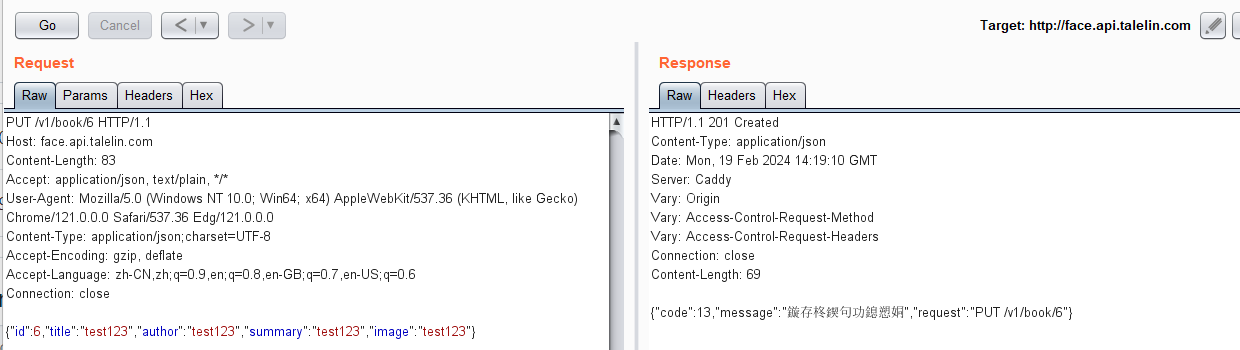 Go
Cancel
<
>
Target: http://face.api.talelin.com
Request
Raw
Params
Headers
Hex
PUT /v1/book/6 HTTP/1.1
Host: face.api.talelin.com
Content-Length: 83
Accept: application/json, text/plain, */*
User-Agent: Mozilla/5.0 (Windows NT 10.0; Win64; x64) AppleWebKit/537.36 (KHTML, like Gecko)
Chrome/121.0.0.0 Safari/537.36 Edg/121.0.0.0
Content-Type: application/json;charset=UTF-8
Accept-Encoding: gzip, deflate
Accept-Language: zh-CN,zh;q=0.9,en;q=0.8,en-GB;q=0.7,en-US;q=0.6
Connection: close
{"id":6,"title":"test123","author":"test123","summary":"test123","image":"test123"}
Response
Raw
Headers
Hex
HTTP/1.1 201 Created
Content-Type: application/json
Date: Mon, 19 Feb 2024 14:19:10 GMT
Server: Caddy
Vary: Origin
Vary: Access-Control-Request-Method
Vary: Access-Control-Request-Headers
Connection: close
Content-Length: 69
{"code":13,"message":"鏇存柊鍥句功鎴愬姛","request":"PUT /v1/book/6"}